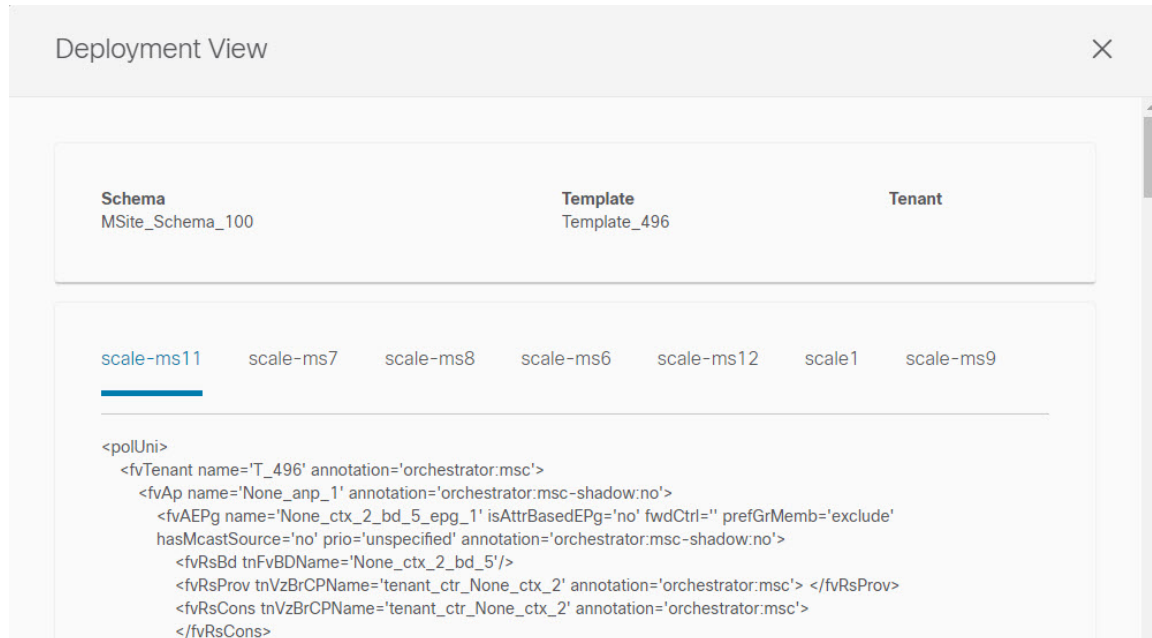 Deployment View
Schema Template Tenant
MSite_Schema_100 Template_496
scale-ms11 scale-ms7 scale-ms8 scale-ms6 scale-ms12 scale1 scale-ms9
<polUni>
<fvTenant name='T_496' annotation='orchestrator:msc'>
<fvAp name='None_anp_1' annotation='orchestrator:msc-shadow:no'>
<fvAEPg name='None_ctx_2_bd_5_epg_1' isAttrBasedEPg='no' fwdCtrl='' prefGrMemb='exclude'
hasMcastSource='no' prio='unspecified' annotation='orchestrator:msc-shadow:no'>
<fvRsBd tnFvBDName='None_ctx_2_bd_5'/>
<fvRsProv tnVzBrCPName='tenant_ctr_None_ctx_2' annotation='orchestrator:msc'> </fvRsProv>
<fvRsCons tnVzBrCPName='tenant_ctr_None_ctx_2' annotation='orchestrator:msc'>
</fvRsCons>